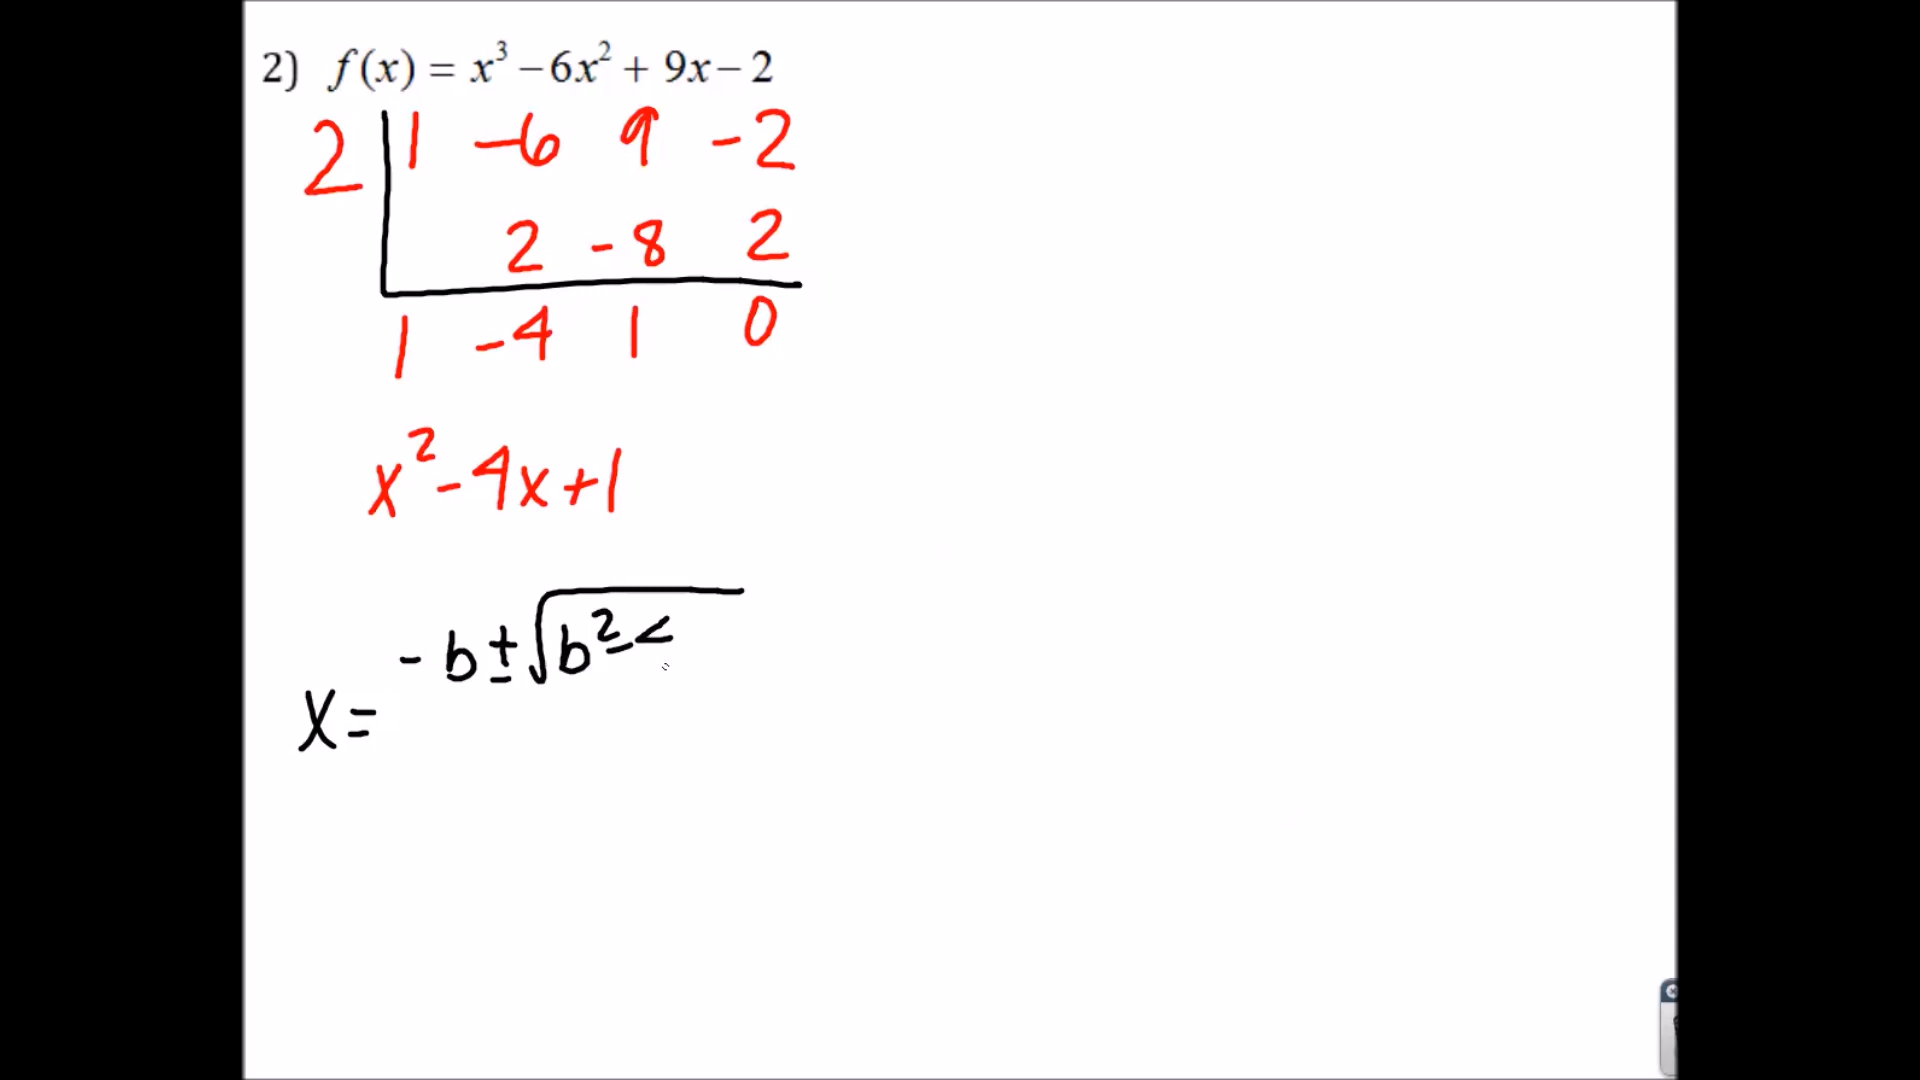 2) f(x) = x³ − 6x² + 9x − 2
2 | 1 -6 9 -2
2 -8 2
1 -4 1 0
x² - 4x + 1
-b ± √b² -
x =